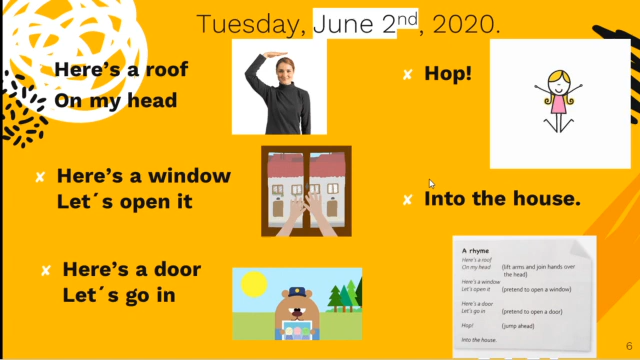 Tuesday, June 2nd, 2020.
Here's a roof
On my head
✘ Here's a window
Let´s open it
✘ Here's a door
Let´s go in
✘ Hop!
✘ Into the house.
A rhyme
Here's a roof
On my head (lift arms and join hands over
the head)
Here's a window
Let's open it (pretend to open a window)
Here's a door
Let's go in (pretend to open a door)
Hop! (jump ahead)
Into the house.
6